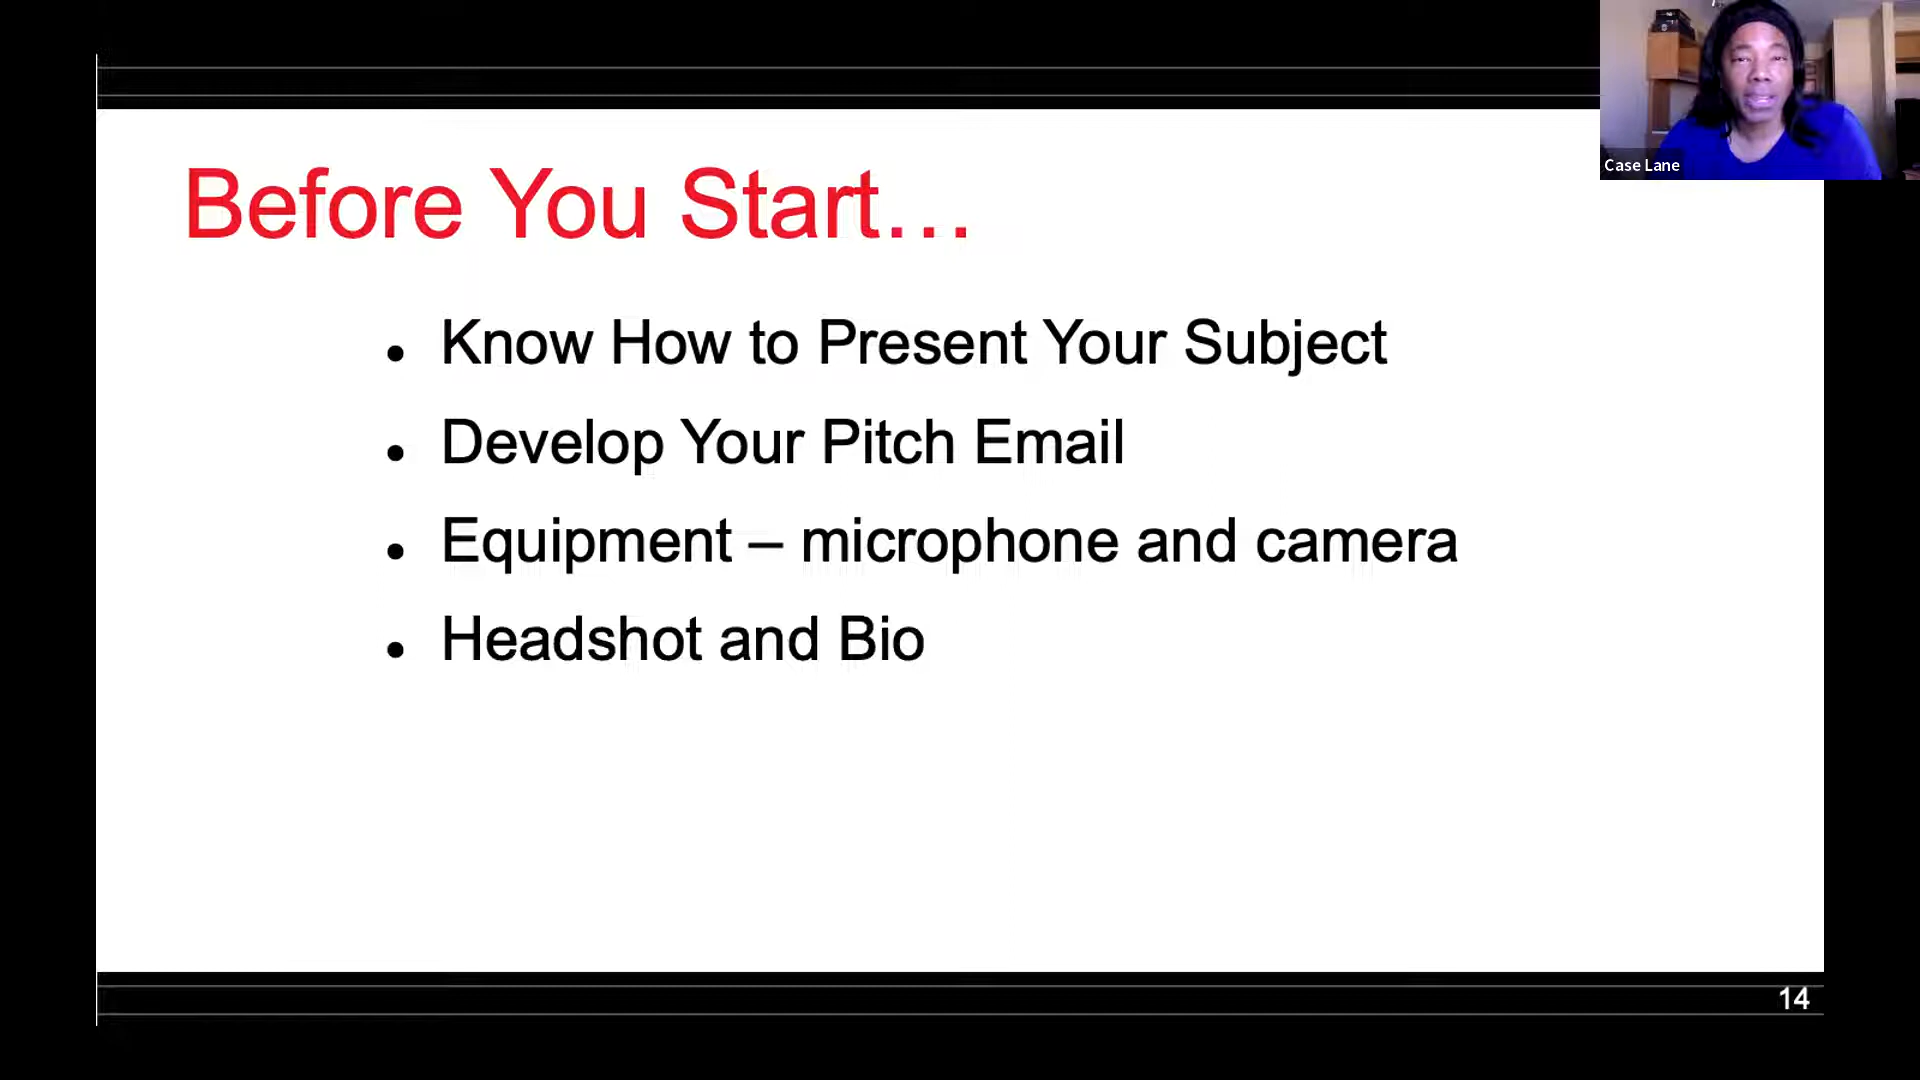 Before You Start...
• Know How to Present Your Subject
• Develop Your Pitch Email
• Equipment – microphone and camera
• Headshot and Bio
Case Lane
14